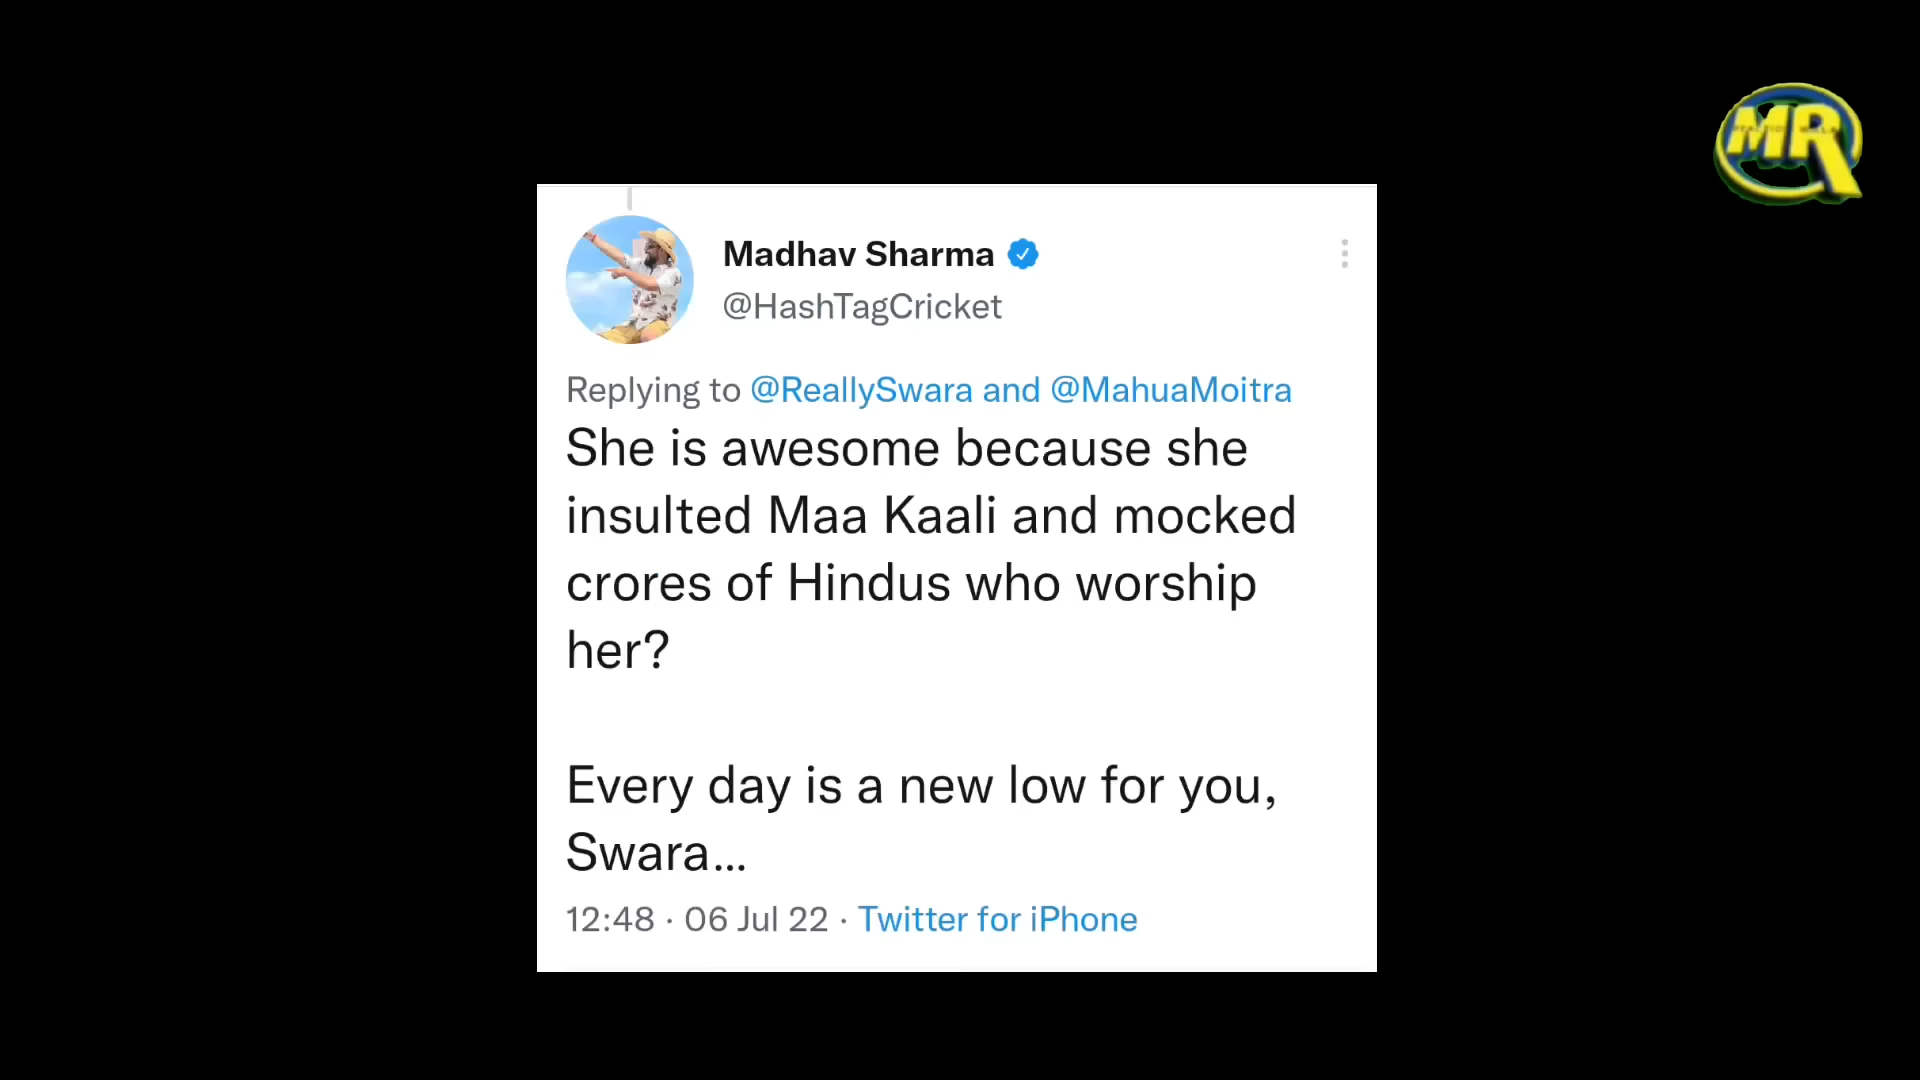 MR
Madhav Sharma
@HashTagCricket
Replying to @ReallySwara and @MahuaMoitra
She is awesome because she
insulted Maa Kaali and mocked
crores of Hindus who worship
her?
Every day is a new low for you,
Swara...
12:48 · 06 Jul 22 · Twitter for iPhone